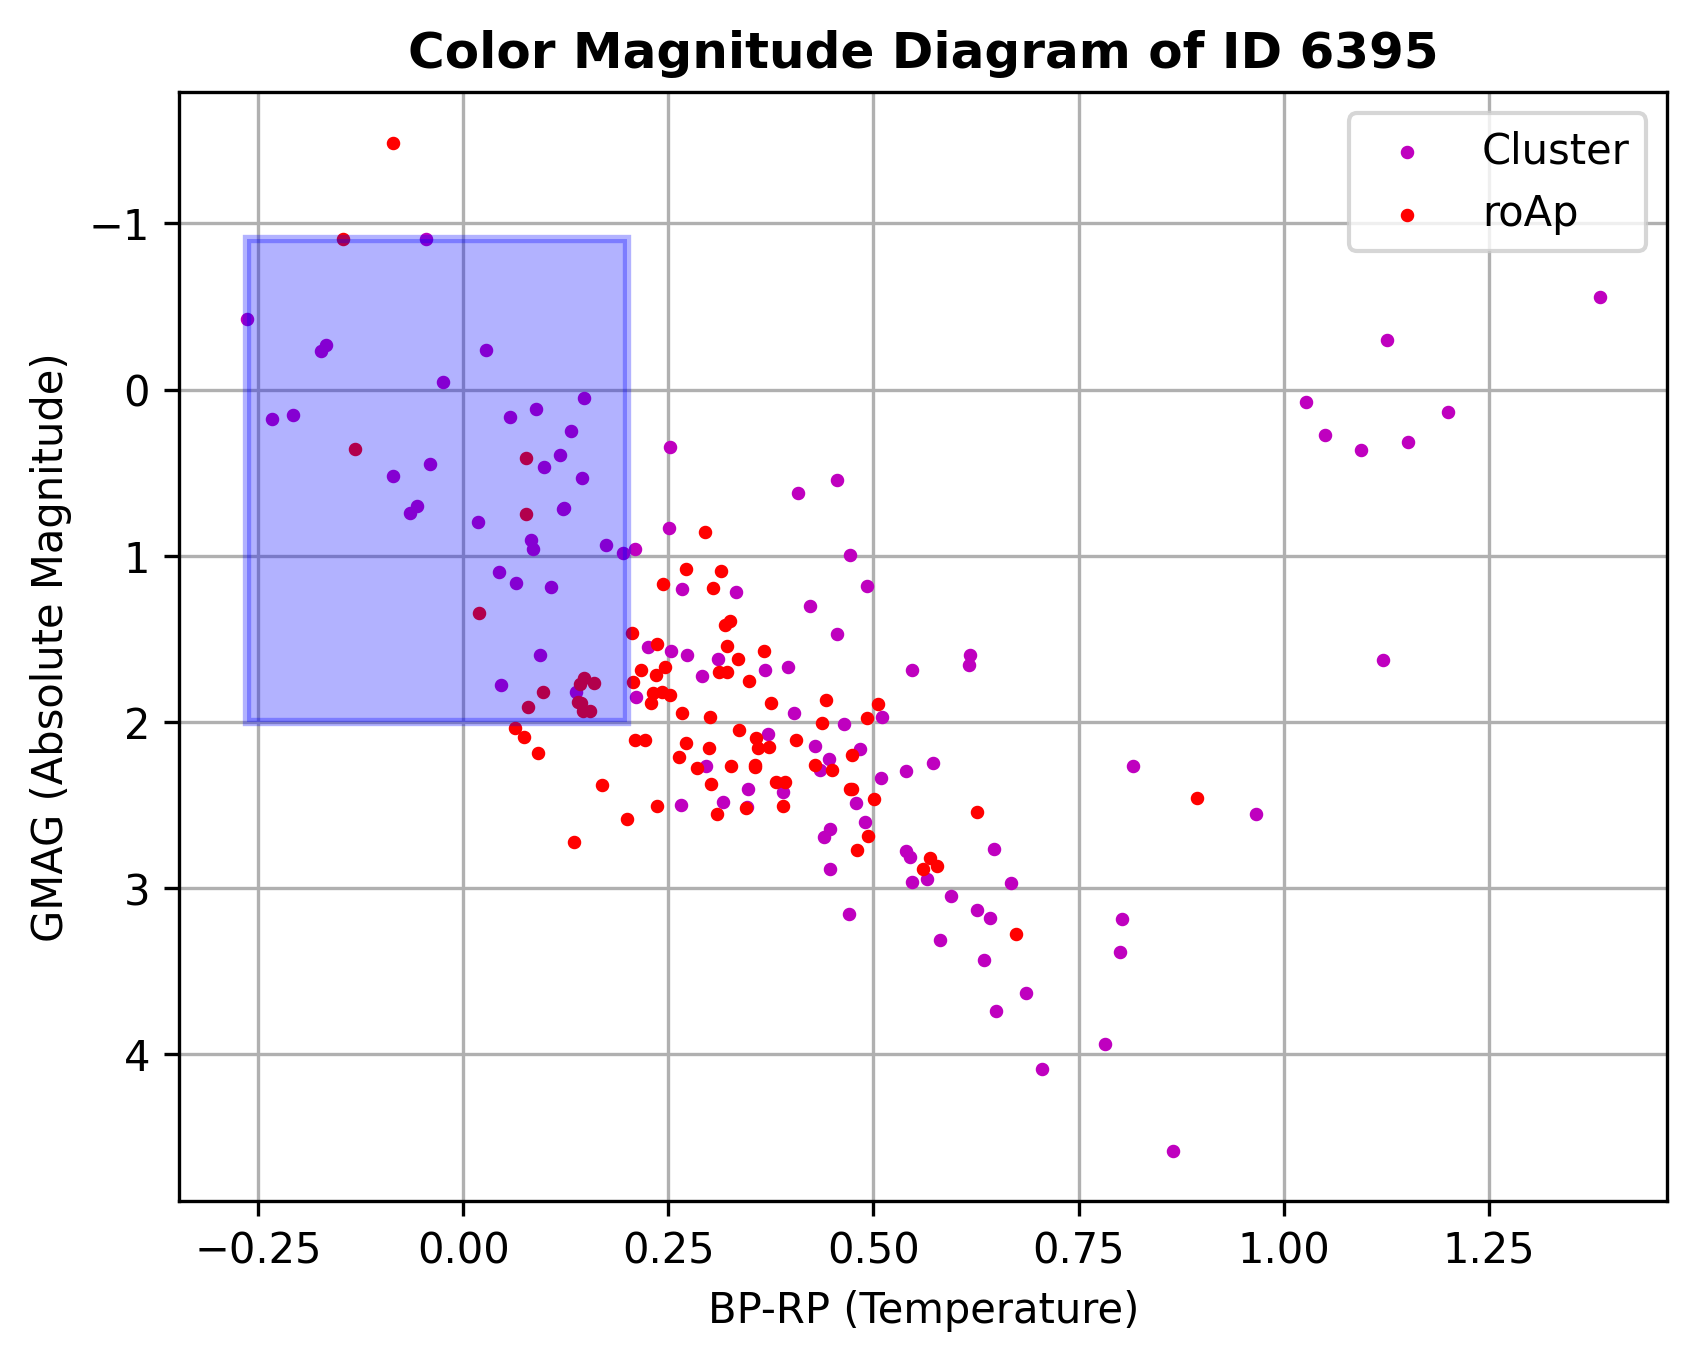 Color Magnitude Diagram of ID 6395
Cluster
roAp
−1
0
1
2
3
4
GMAG (Absolute Magnitude)
−0.25 0.00 0.25 0.50 0.75 1.00 1.25
BP-RP (Temperature)